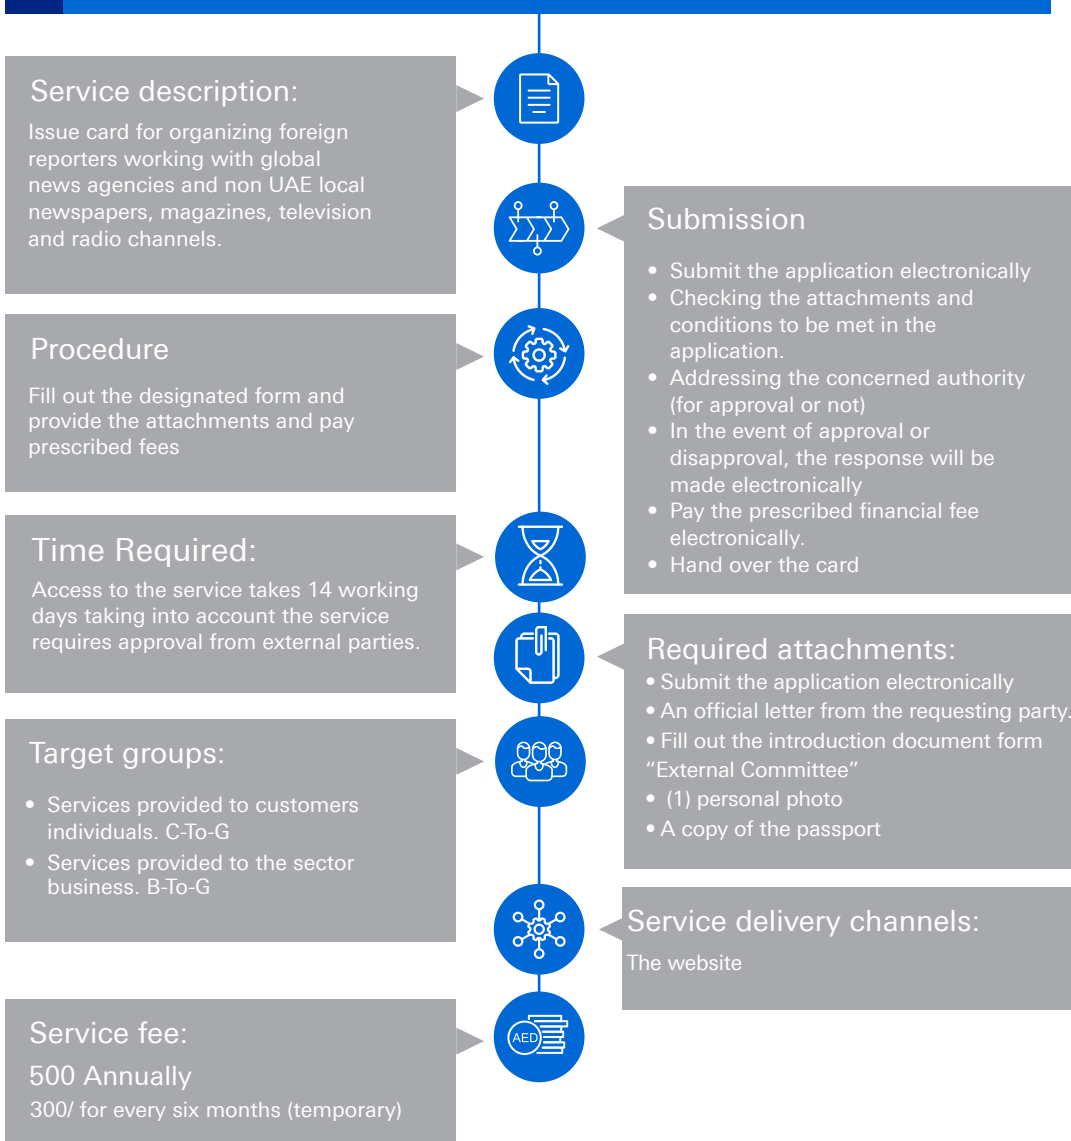 Service description:
Issue card for organizing foreign
reporters working with global
news agencies and non UAE local
newspapers, magazines, television
and radio channels.
Submission
• Submit the application electronically
• Checking the attachments and
conditions to be met in the
application.
• Addressing the concerned authority
(for approval or not)
• In the event of approval or
disapproval, the response will be
made electronically
• Pay the prescribed financial fee
electronically.
• Hand over the card
Procedure
Fill out the designated form and
provide the attachments and pay
prescribed fees
Time Required:
Access to the service takes 14 working
days taking into account the service
requires approval from external parties.
Required attachments:
• Submit the application electronically
• An official letter from the requesting party.
• Fill out the introduction document form
“External Committee”
• (1) personal photo
• A copy of the passport
Target groups:
• Services provided to customers
individuals. C-To-G
• Services provided to the sector
business. B-To-G
Service delivery channels:
The website
Service fee:
500 Annually
300/ for every six months (temporary)
AED